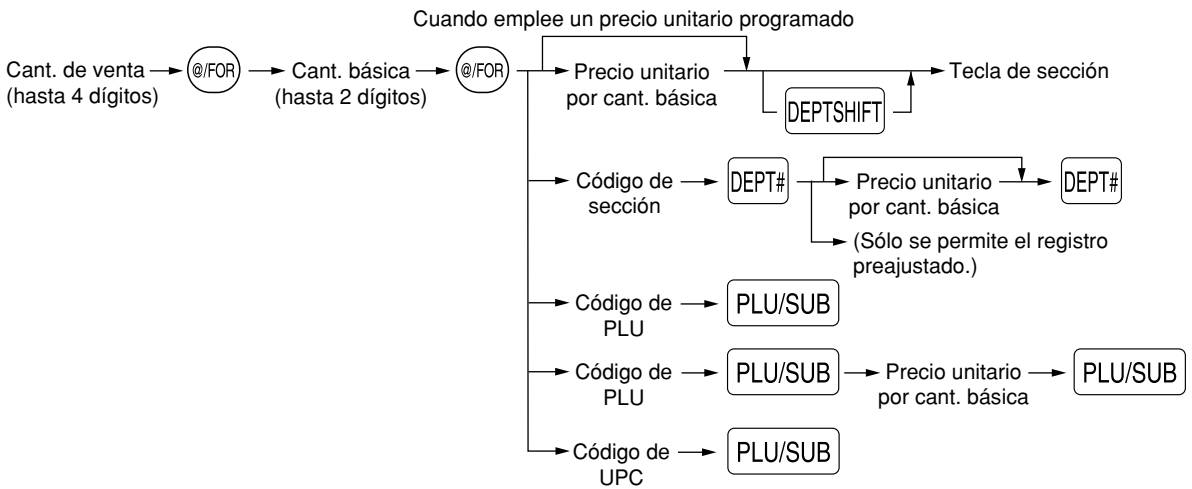 Cuando emplee un precio unitario programado
Cant. de venta @/FOR Cant. básica @/FOR Precio unitario Tecla de sección
(hasta 4 dígitos) (hasta 2 dígitos) por cant. básica
DEPTSHIFT
Código de DEPT# Precio unitario DEPT#
sección por cant. básica
(Sólo se permite el registro
preajustado.)
Código de PLU/SUB
PLU
Código de PLU/SUB Precio unitario PLU/SUB
PLU por cant. básica
Código de PLU/SUB
UPC